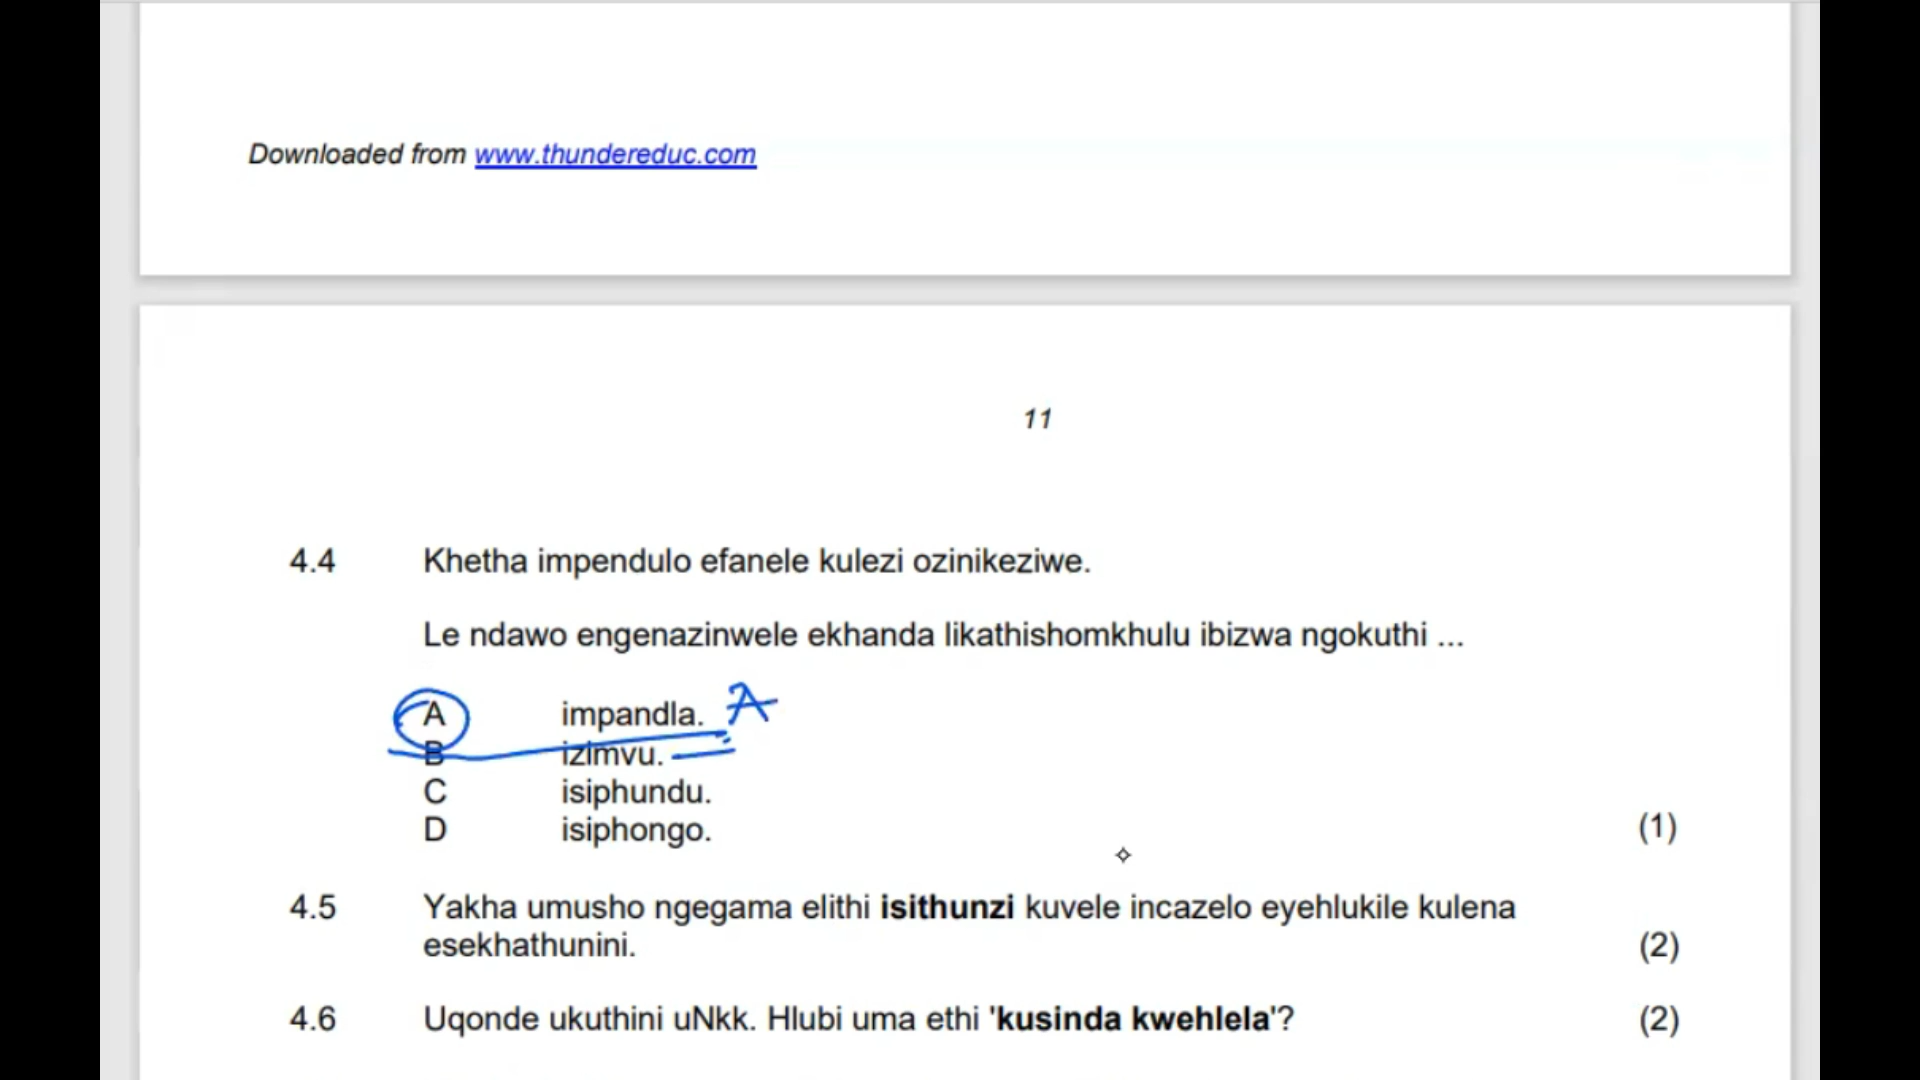 Downloaded from www.thundereduc.com
11
4.4 Khetha impendulo efanele kulezi ozinikeziwe.
Le ndawo engenazinwele ekhanda likathishomkhulu ibizwa ngokuthi ...
A impandla. A
B izimvu.
C isiphundu.
D isiphongo. (1)
4.5 Yakha umusho ngegama elithi isithunzi kuvele incazelo eyehlukile kulena
esekhathunini. (2)
4.6 Uqonde ukuthini uNkk. Hlubi uma ethi 'kusinda kwehlela'? (2)